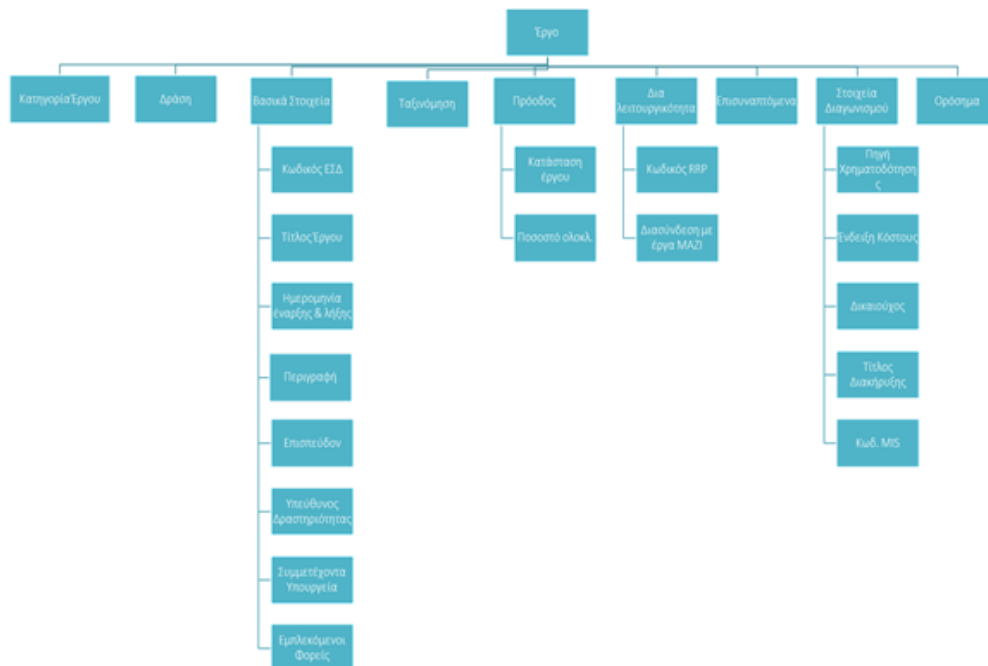 Έργο
Κατηγορία Έργου
Δράση
Βασικά Στοιχεία
Ταξινόμηση
Πρόοδος
Δια
λειτουργικότητα
Επισυναπτόμενα
Στοιχεία
Διαγωνισμού
Ορόσημα
Κωδικός ΕΣΔ
Τίτλος Έργου
Ημερομηνία
έναρξης & λήξης
Περιγραφή
Επισπεύδον
Υπεύθυνος
Δραστηριότητας
Συμμετέχοντα
Υπουργεία
Εμπλεκόμενοι
Φορείς
Κατάσταση
έργου
Ποσοστό ολοκλ.
Κωδικός RRP
Διασύνδεση με
έργα ΜΑΖΙ
Πηγή
Χρηματοδότηση
ς
Ένδειξη Κόστους
Δικαιούχος
Τίτλος
Διακήρυξης
Κωδ. MIS